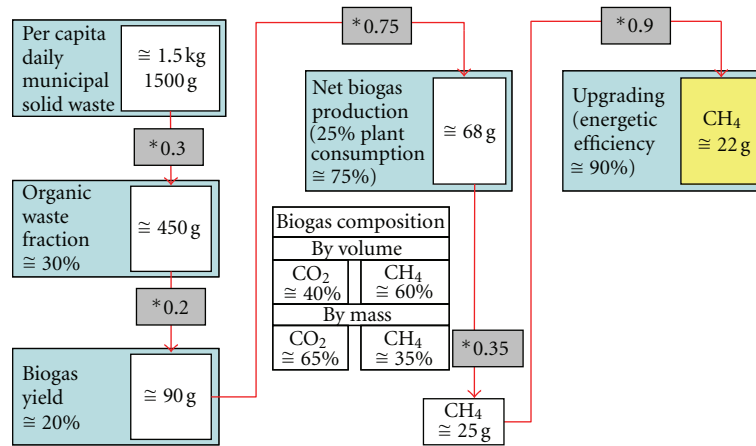 Per capita
daily
municipal
solid waste
≅ 1.5 kg
1500 g
*0.3
Organic
waste
fraction
≅ 30%
≅ 450 g
*0.2
Biogas
yield
≅ 20%
≅ 90 g
*0.75
Net biogas
production
(25% plant
consumption
≅ 75%)
≅ 68 g
Biogas composition
By volume
CO₂ CH₄
≅ 40% ≅ 60%
By mass
CO₂ CH₄
≅ 65% ≅ 35%
*0.35
CH₄
≅ 25 g
*0.9
Upgrading
(energetic
efficiency
≅ 90%)
CH₄
≅ 22 g